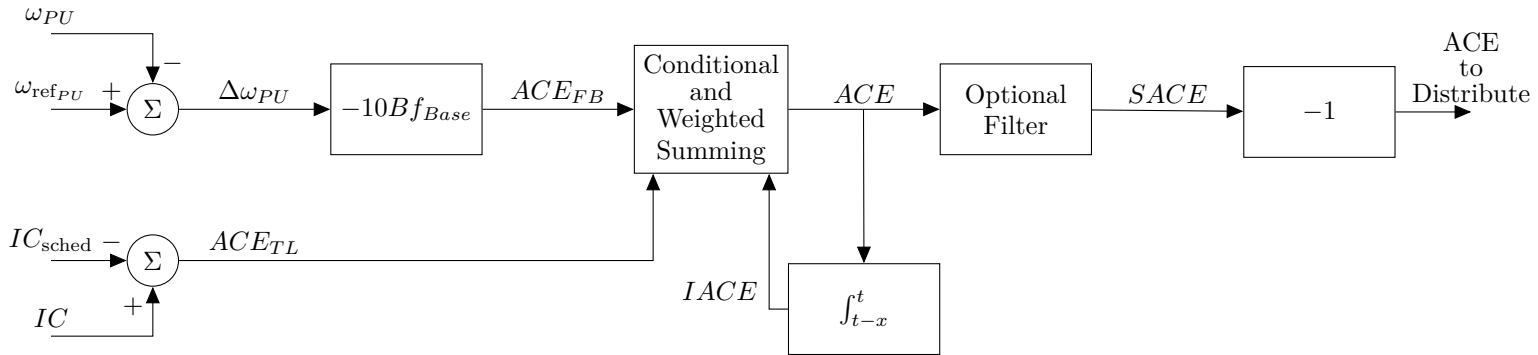 ω_PU
−
ω_ref_PU
+
Σ
Δω_PU
−10Bf_Base
ACE_FB
Conditional
and
Weighted
Summing
ACE
Optional
Filter
SACE
−1
ACE
to
Distribute
IC_sched
−
Σ
ACE_TL
+
IC
IACE
∫_{t−x}^{t}